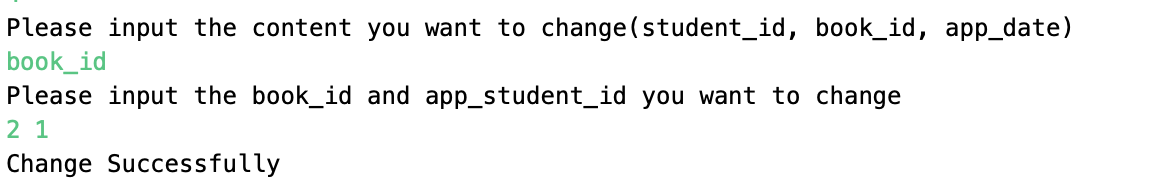 Please input the content you want to change(student_id, book_id, app_date)
book_id
Please input the book_id and app_student_id you want to change
2 1
Change Successfully